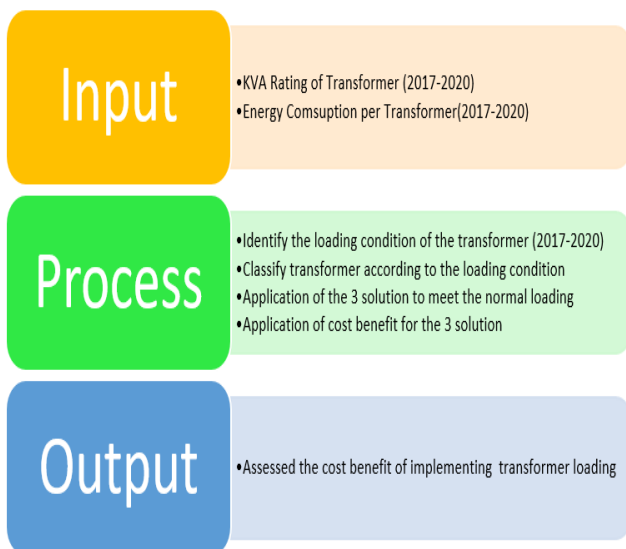 Input
•KVA Rating of Transformer (2017-2020)
•Energy Comsuption per Transformer(2017-2020)
Process
•Identify the loading condition of the transformer (2017-2020)
•Classify transformer according to the loading condition
•Application of the 3 solution to meet the normal loading
•Application of cost benefit for the 3 solution
Output
•Assessed the cost benefit of implementing transformer loading